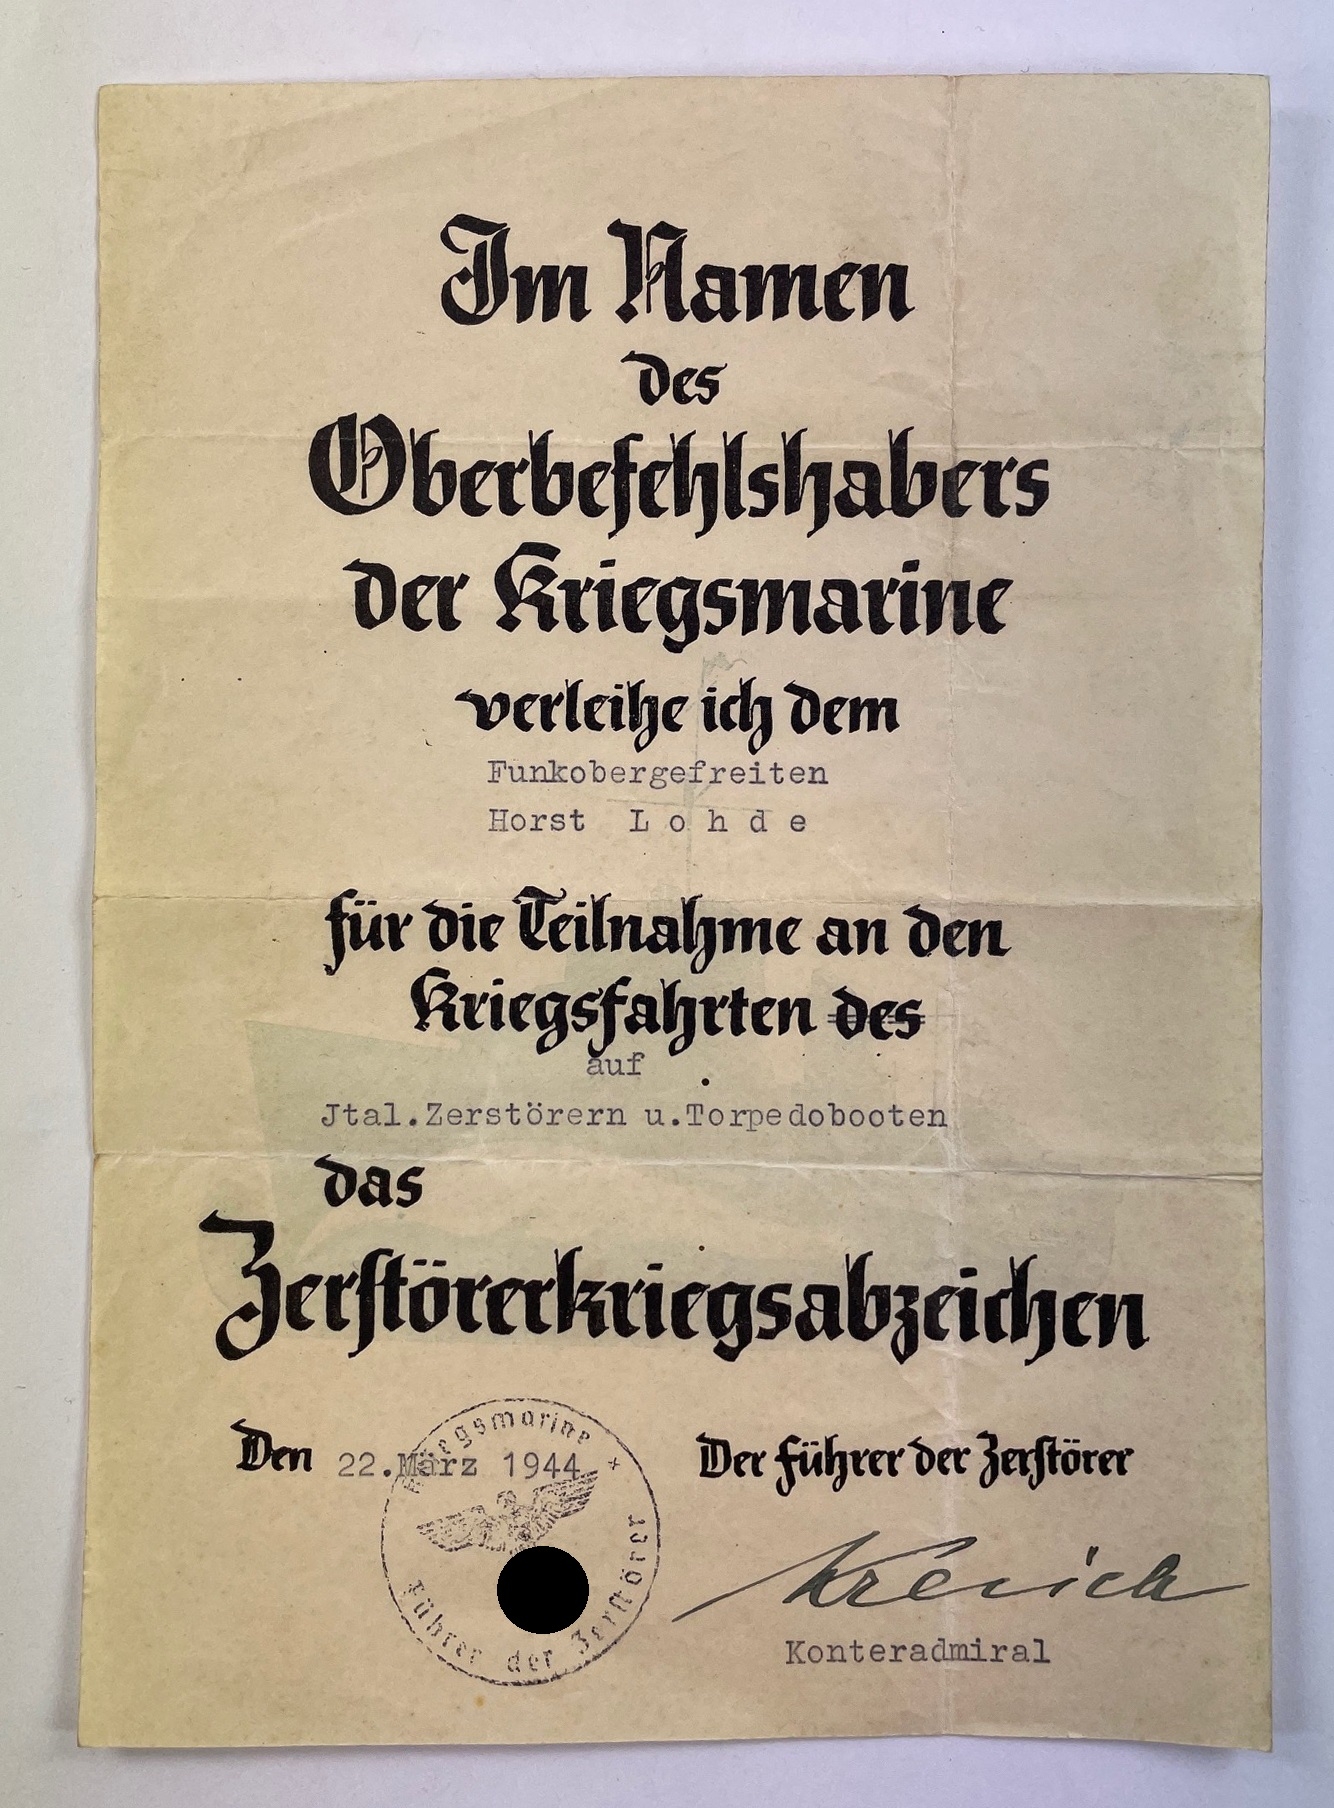 Im Namen
des
Oberbefehlshabers
der Kriegsmarine
verleihe ich dem
Funkobergefreiten
Horst Lohde
für die Teilnahme an den
Kriegsfahrten des
auf
Jtal.Zerstörern u.Torpedobooten
das
Zerstörerkriegsabzeichen
Den 22.März 1944
Der Führer der Zerstörer
Kriegsmarine
Führer der Zerstörer
Kreisch
Konteradmiral